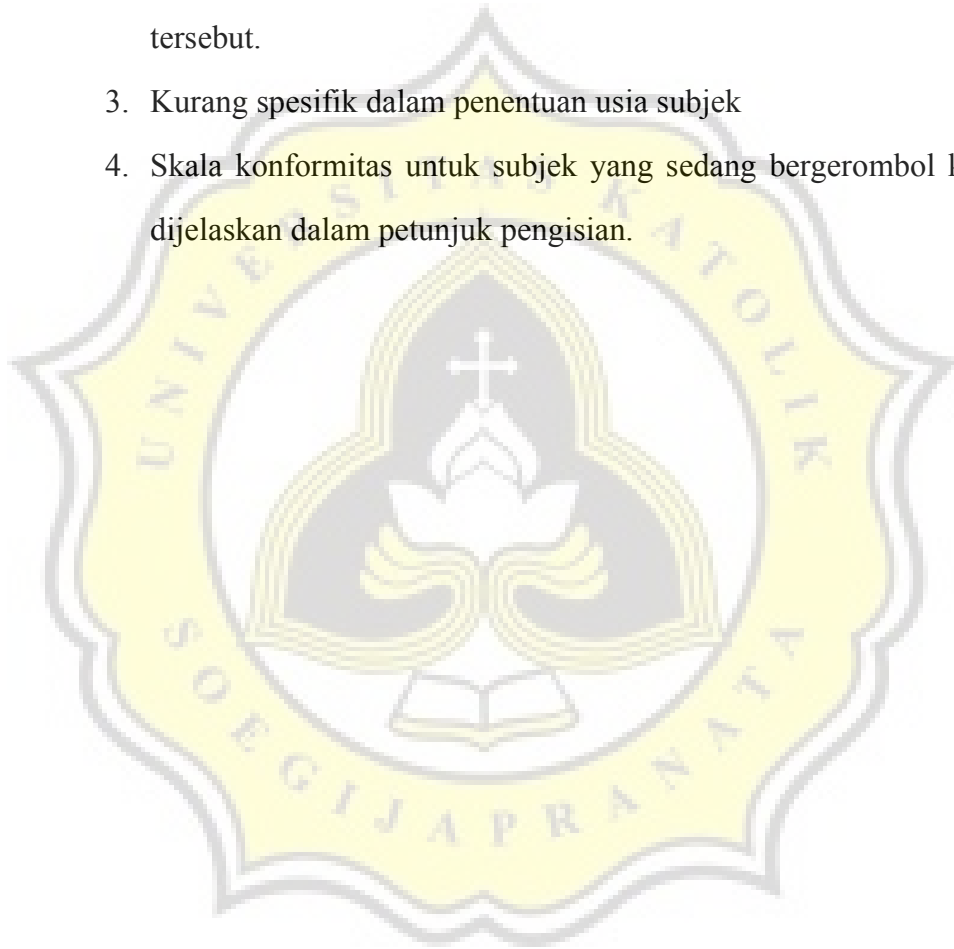 tersebut.
3. Kurang spesifik dalam penentuan usia subjek
4. Skala konformitas untuk subjek yang sedang bergerombol
dijelaskan dalam petunjuk pengisian.
UNIVERSITAS KATOLIK
SOEGIJAPRANATA